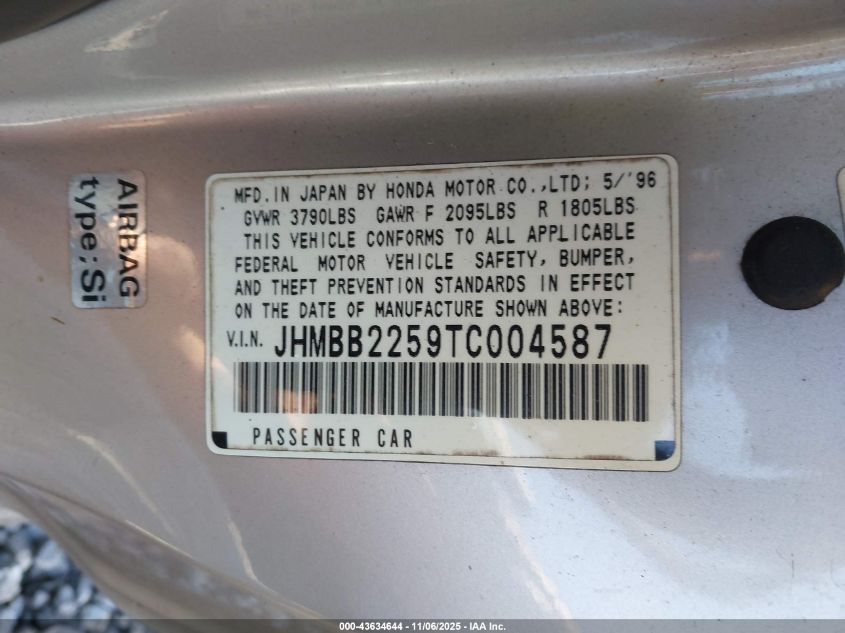 AIRBAG
type: Si
MFD. IN JAPAN BY HONDA MOTOR CO.,LTD; 5/'96
GVWR 3790LBS GAWR F 2095LBS R 1805LBS
THIS VEHICLE CONFORMS TO ALL APPLICABLE
FEDERAL MOTOR VEHICLE SAFETY, BUMPER,
AND THEFT PREVENTION STANDARDS IN EFFECT
ON THE DATE OF MANUFACTURE SHOWN ABOVE:
V.I.N. JHMBB2259TC004587
PASSENGER CAR
000-43634644 - 11/06/2025 - IAA Inc.